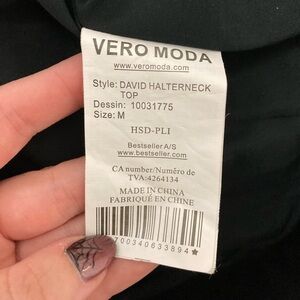 VERO MODA
www.veromoda.com
Style: DAVID HALTERNECK
TOP
Dessin: 10031775
Size: M
HSD-PLI
Bestseller A/S
www.bestseller.com
CA number/Numéro de
TVA:4264134
MADE IN CHINA
FABRIQUÉ EN CHINE